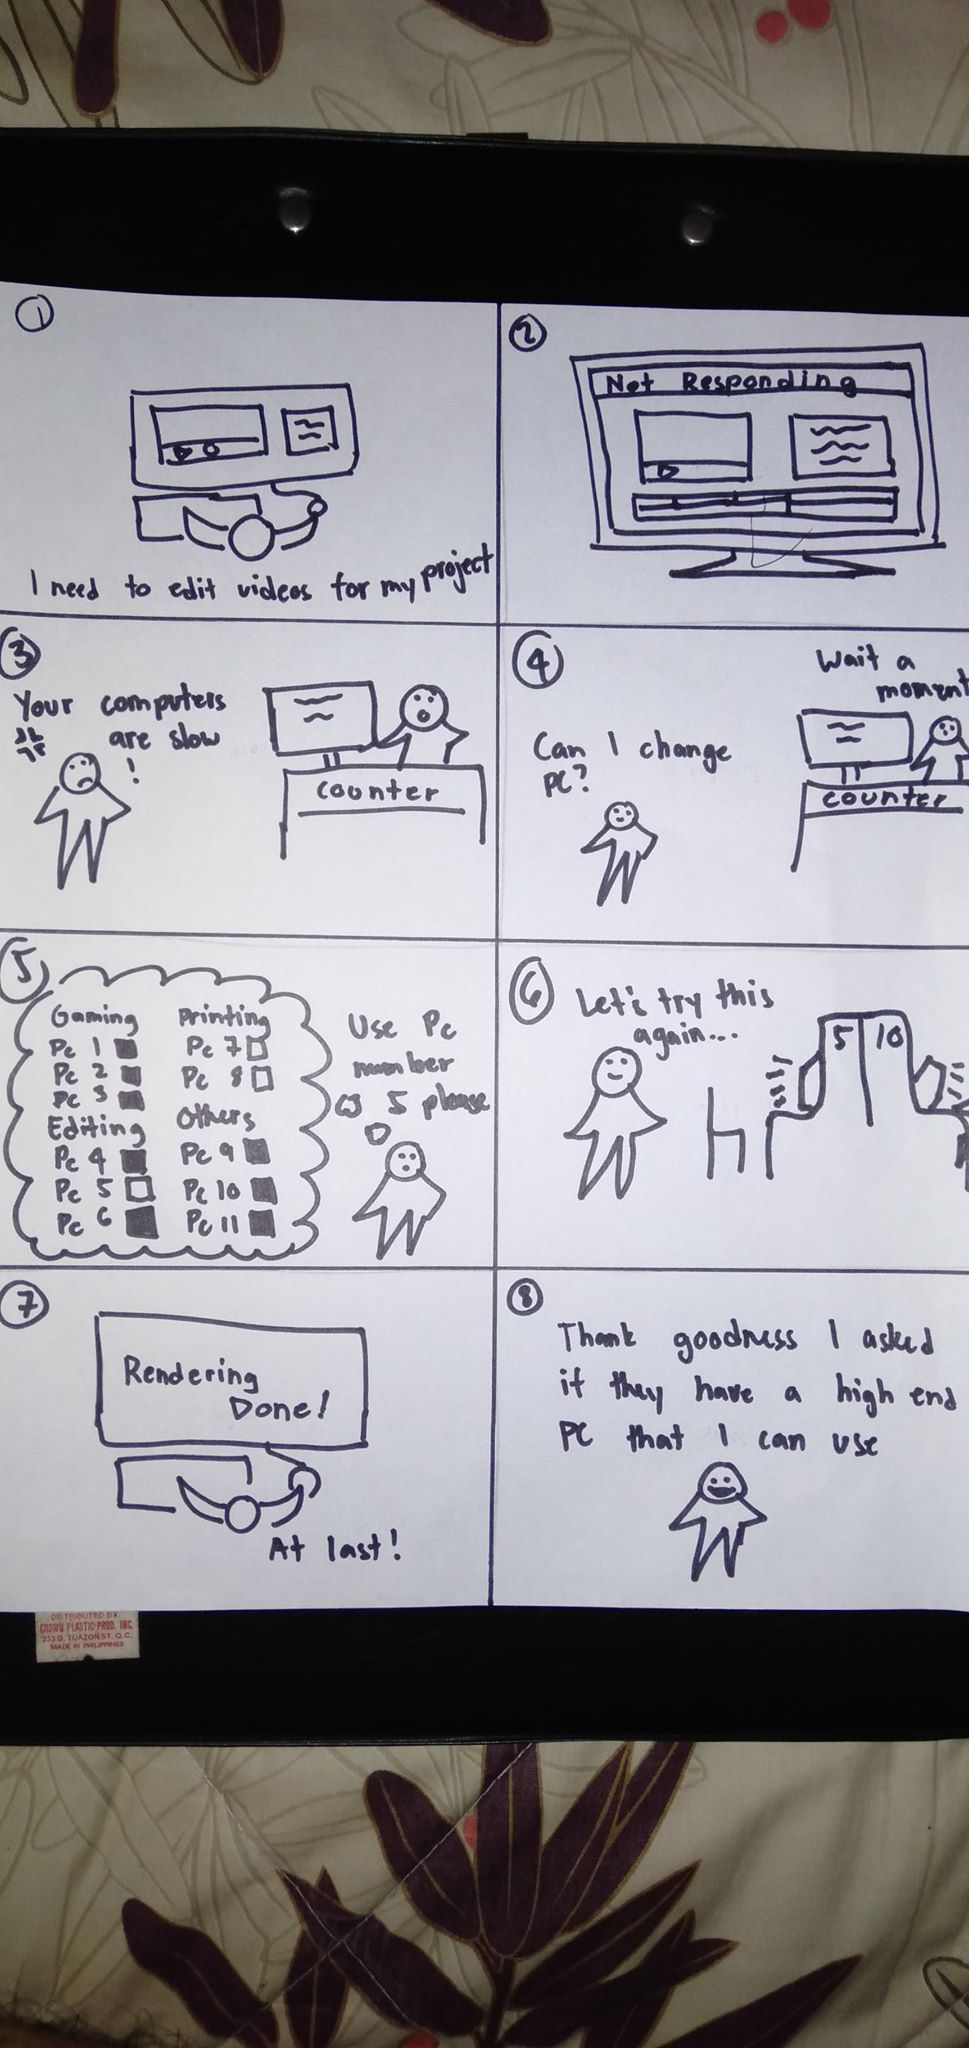 1
I need to edit videos for my project
2
Not Responding
3
Your computers
are slow
!
counter
4
Wait a
moment
Can I change
PC?
counter
5
Gaming
Pc 1
Pc 2
Pc 3
Editing
Pc 4
Pc 5
Pc 6
Printing
Pc 7
Pc 8
Others
Pc 9
Pc 10
Pc 11
Use Pc
number
5 please
6
Let's try this
again...
5 10
7
Rendering
Done!
At last!
8
Thank goodness I asked
if they have a high end
PC that I can use
DISTRIBUTED BY
CROWN PLASTIC PROD. INC.
233 D. TUAZON ST. Q.C.
MADE IN PHILIPPINES